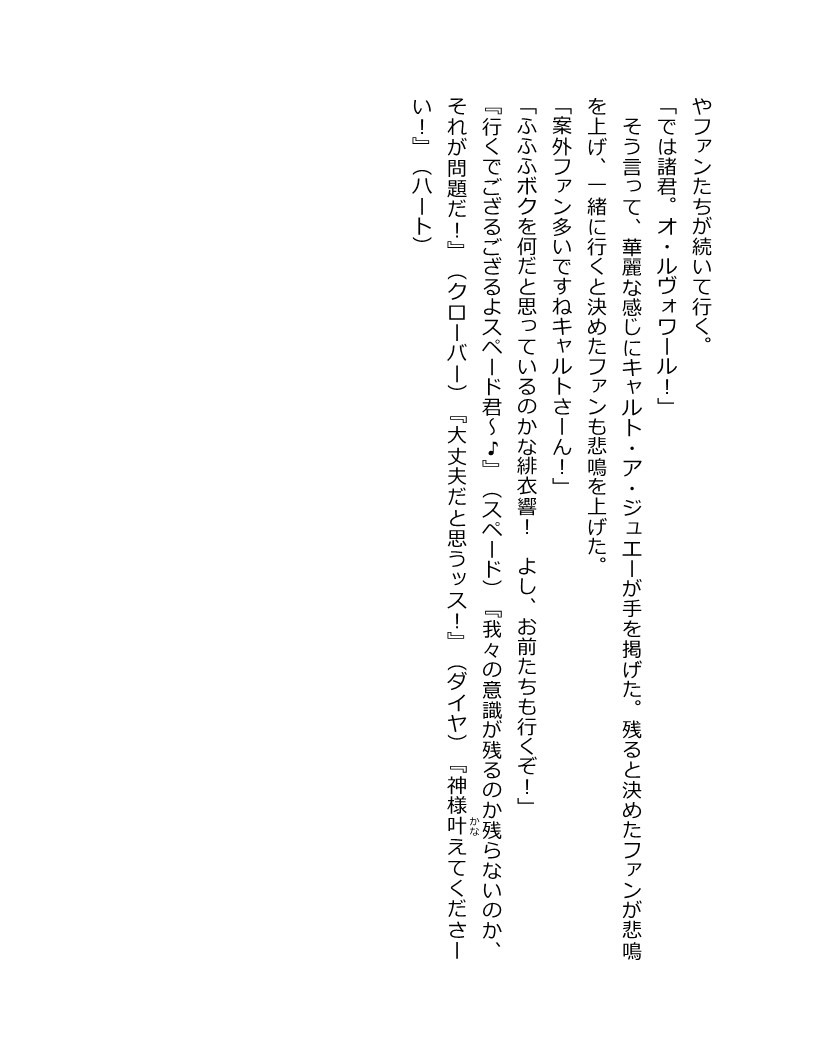 やファンたちが続いて行く。
「では諸君。オ・ルヴォワール！」
　そう言って、華麗な感じにキャルト・ア・ジュエーが手を掲げた。残ると決めたファンが悲鳴
を上げ、一緒に行くと決めたファンも悲鳴を上げた。
「案外ファン多いですねキャルトさーん！」
「ふふふボクを何だと思っているのかな緋衣響！　よし、お前たちも行くぞ！」
『行くでござるござるよスペード君～♪』（スペード）『我々の意識が残るのか残らないのか、
それが問題だ！』（クローバー）『大丈夫だと思うッス！』（ダイヤ）『神様叶えてくださー
かな
い！』（ハート）